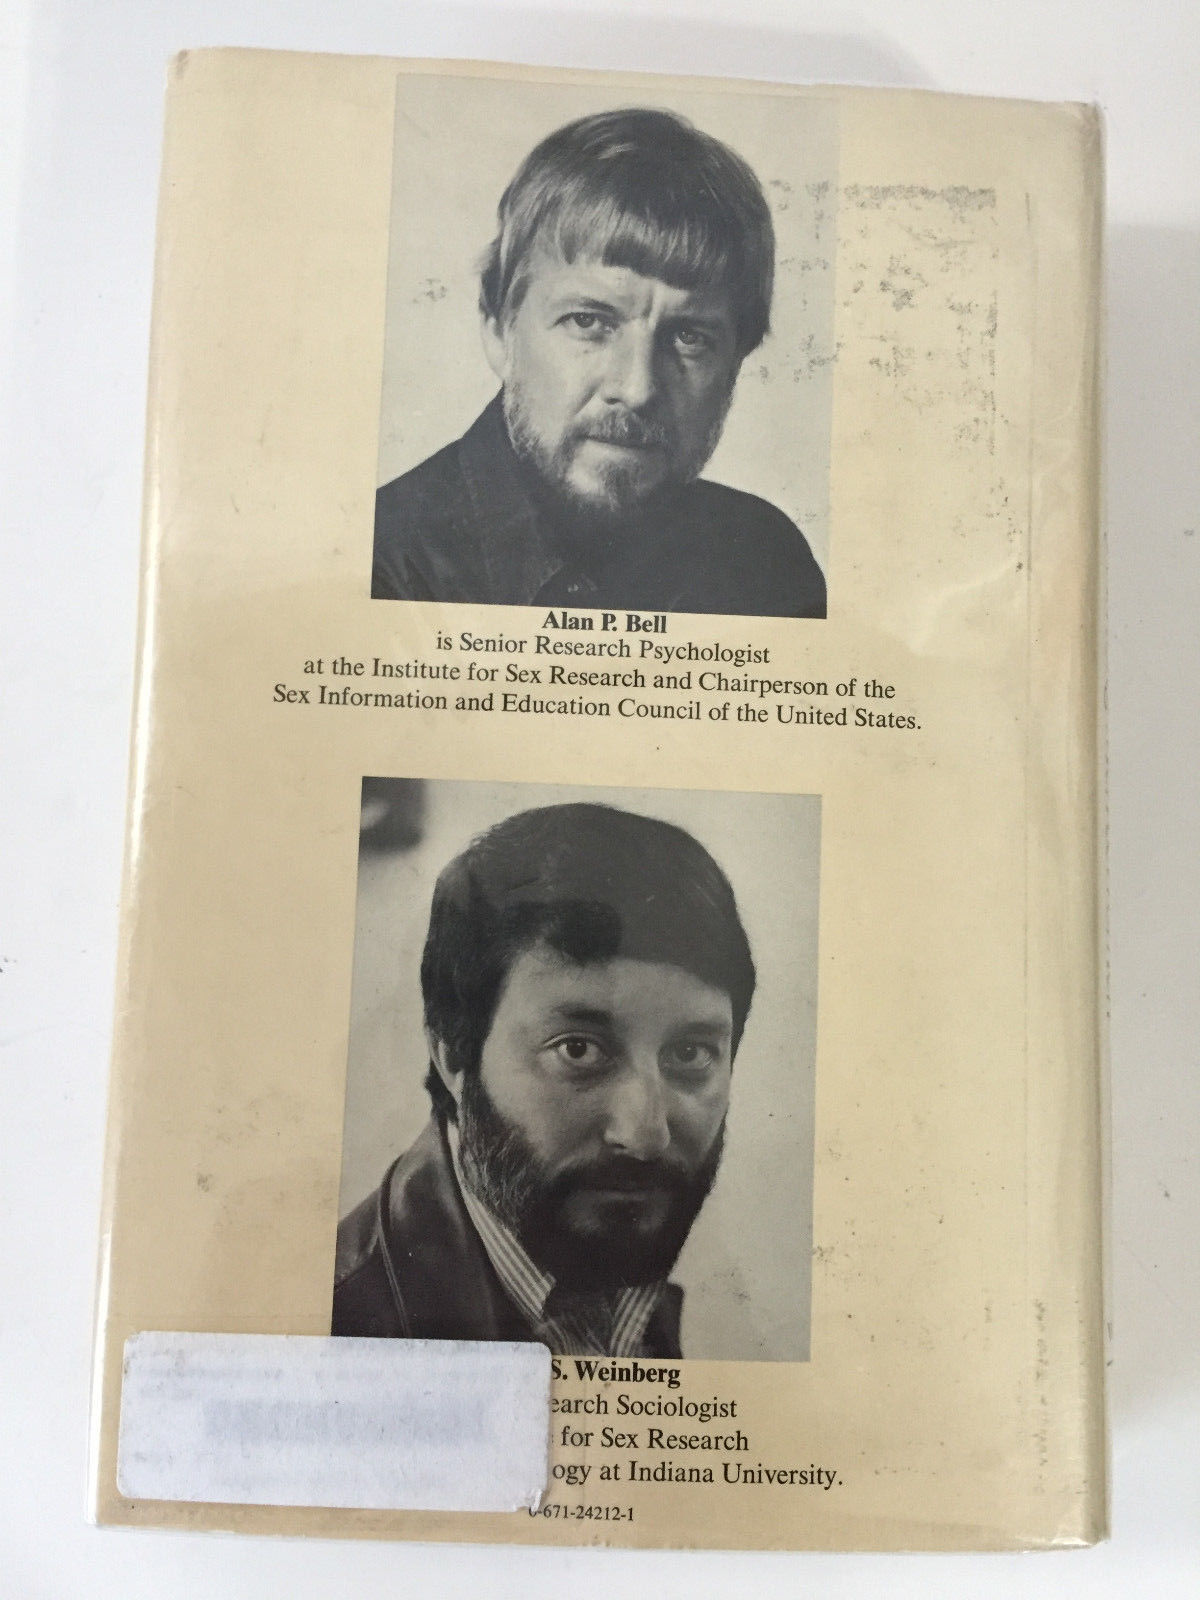 Alan P. Bell
is Senior Research Psychologist
at the Institute for Sex Research and Chairperson of the
Sex Information and Education Council of the United States.
S. Weinberg
earch Sociologist
for Sex Research
ogy at Indiana University.
0-671-24212-1